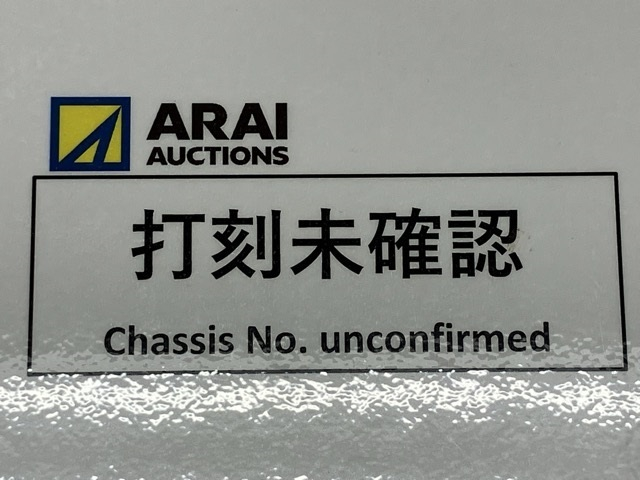 ARAI
AUCTIONS
打刻未確認
Chassis No. unconfirmed